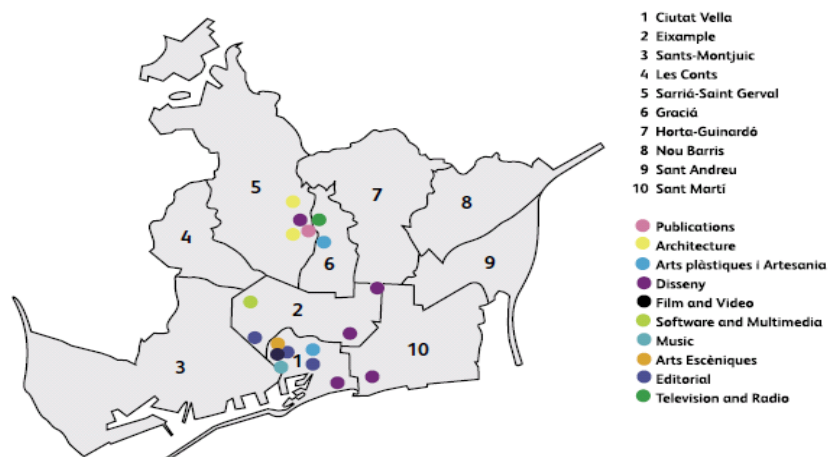 1 Ciutat Vella
2 Eixample
3 Sants-Montjuic
4 Les Conts
5 Sarriá-Saint Gerval
6 Graciá
7 Horta-Guinardó
8 Nou Barris
9 Sant Andreu
10 Sant Martí
Publications
Architecture
Arts plàstiques i Artesania
Disseny
Film and Video
Software and Multimedia
Music
Arts Escèniques
Editorial
Television and Radio
5
7
8
4
6
9
2
10
3
1